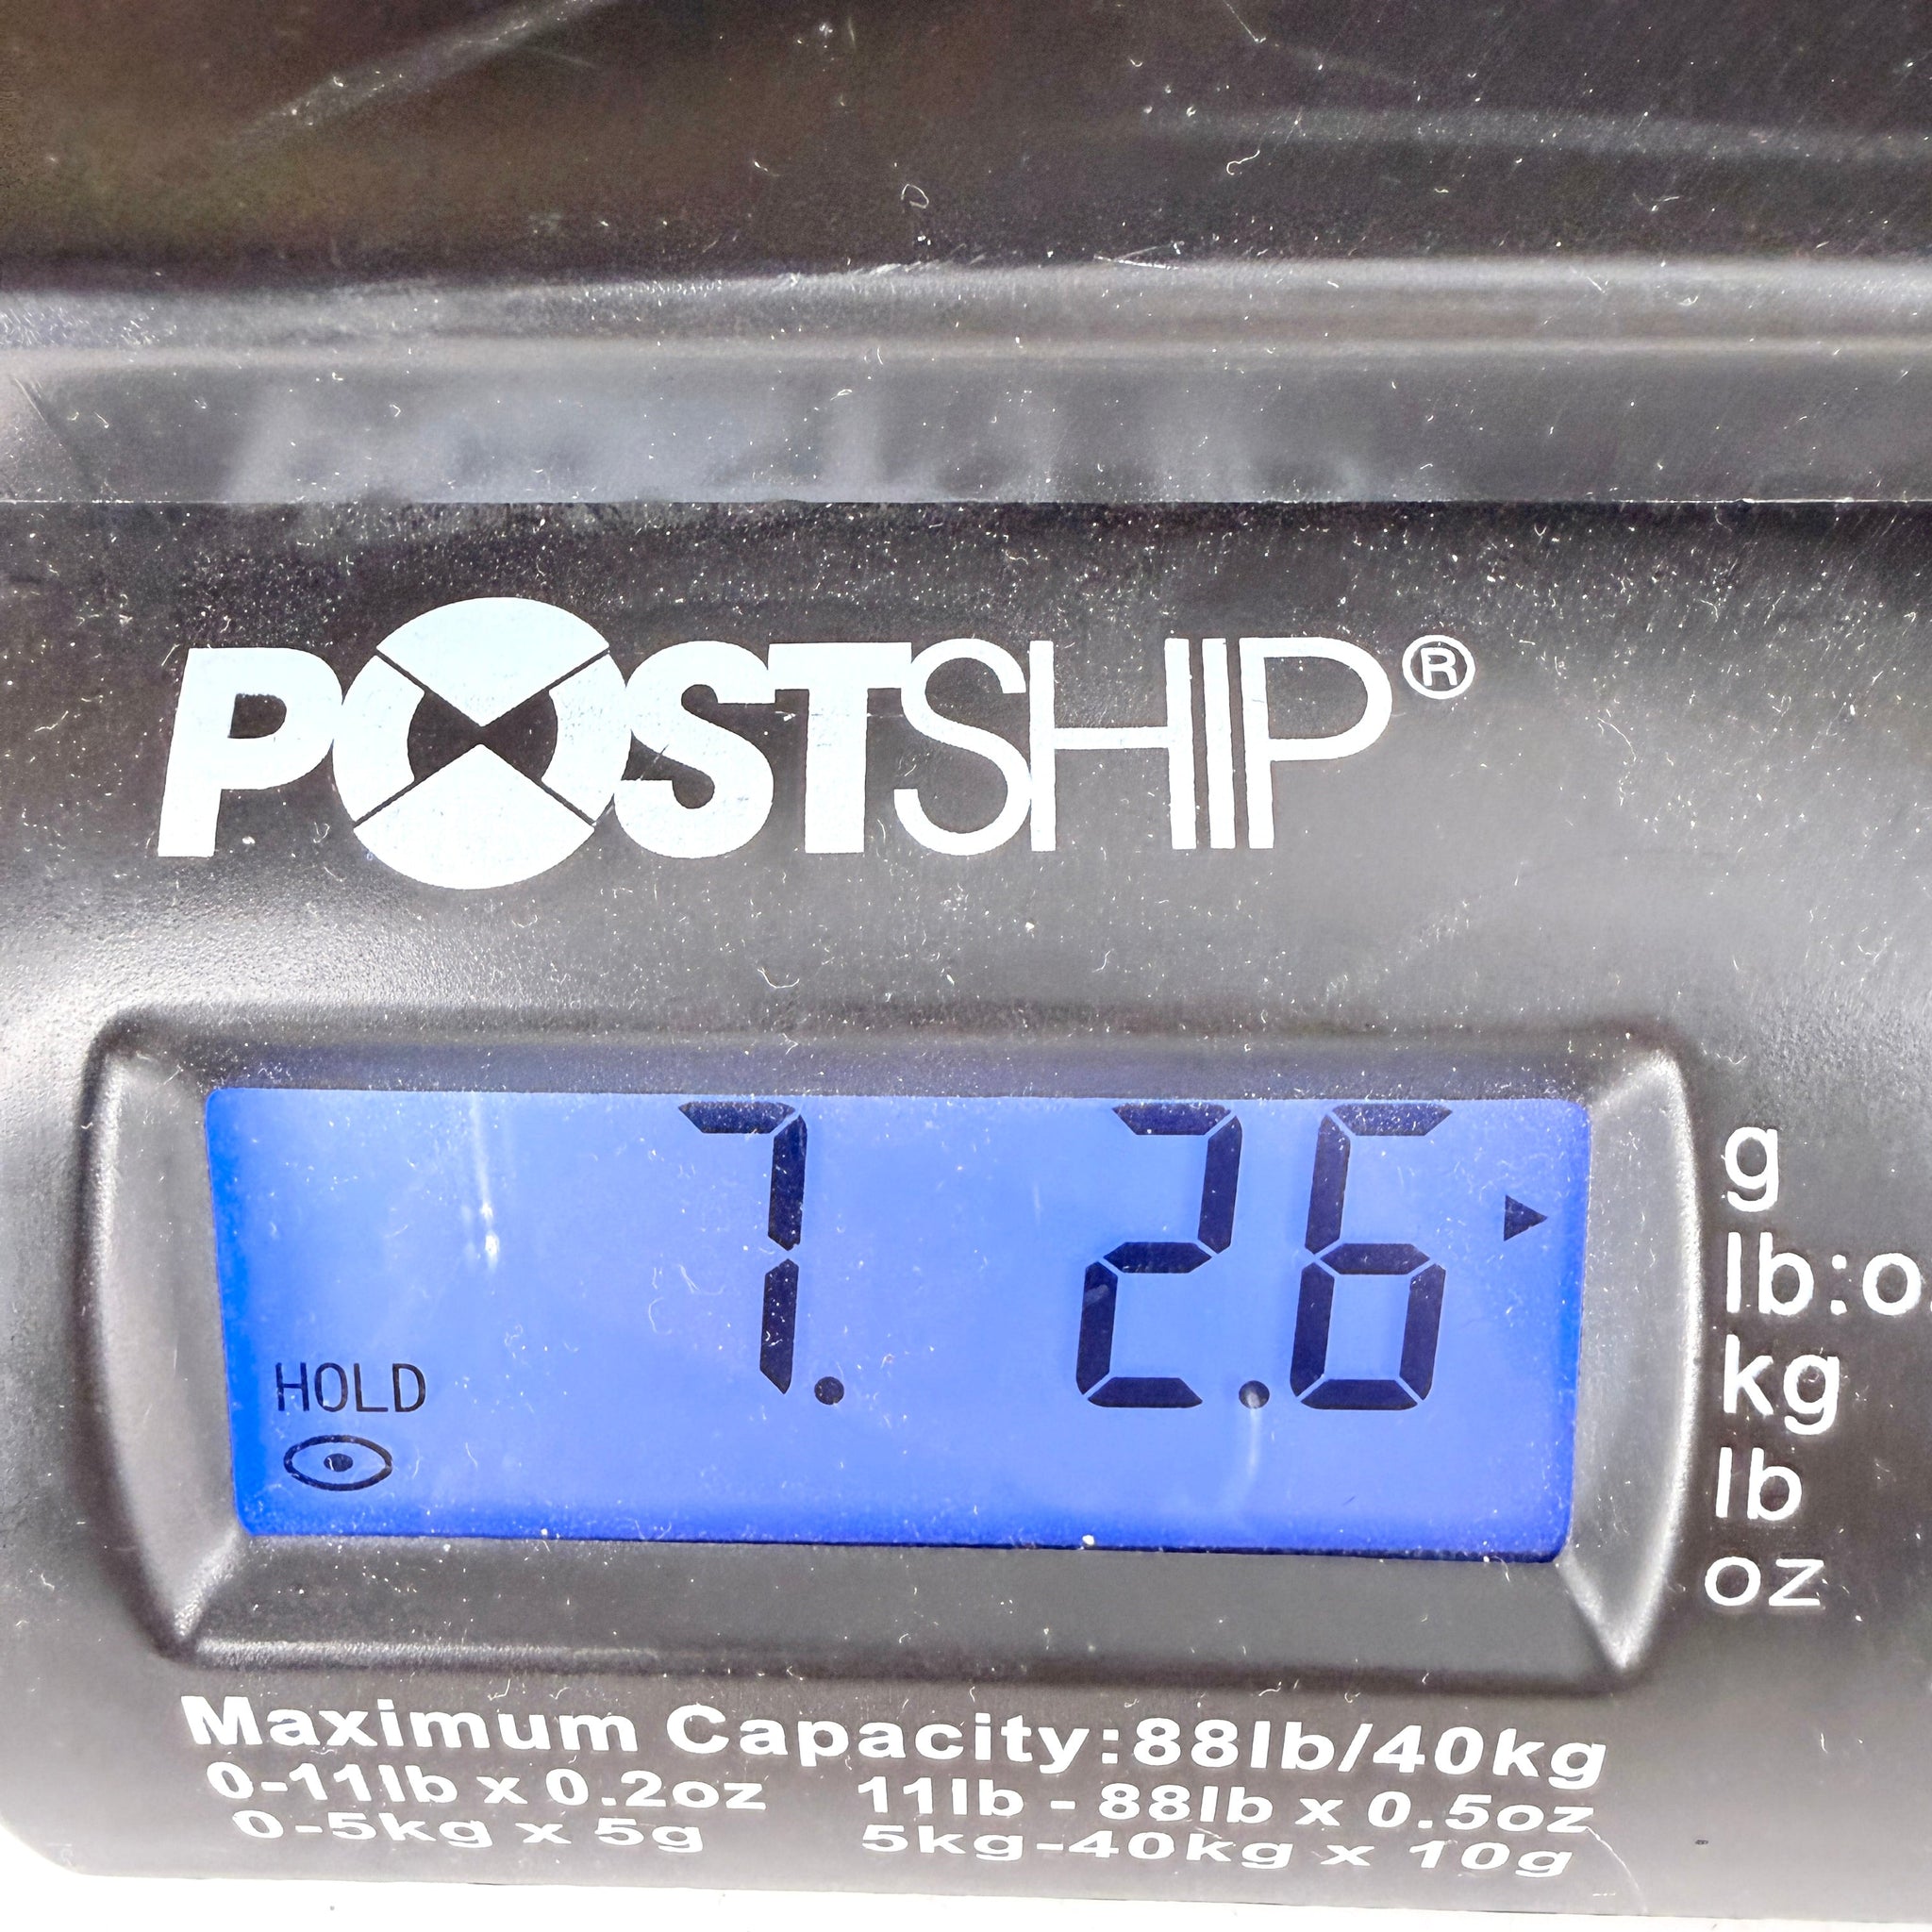 POSTSHIP®
7. 2.6
HOLD
g
lb:o
kg
lb
oz
Maximum Capacity:88lb/40kg
0-11lb x 0.2oz 11lb - 88lb x 0.5oz
0-5kg x 5g 5kg-40kg x 10g